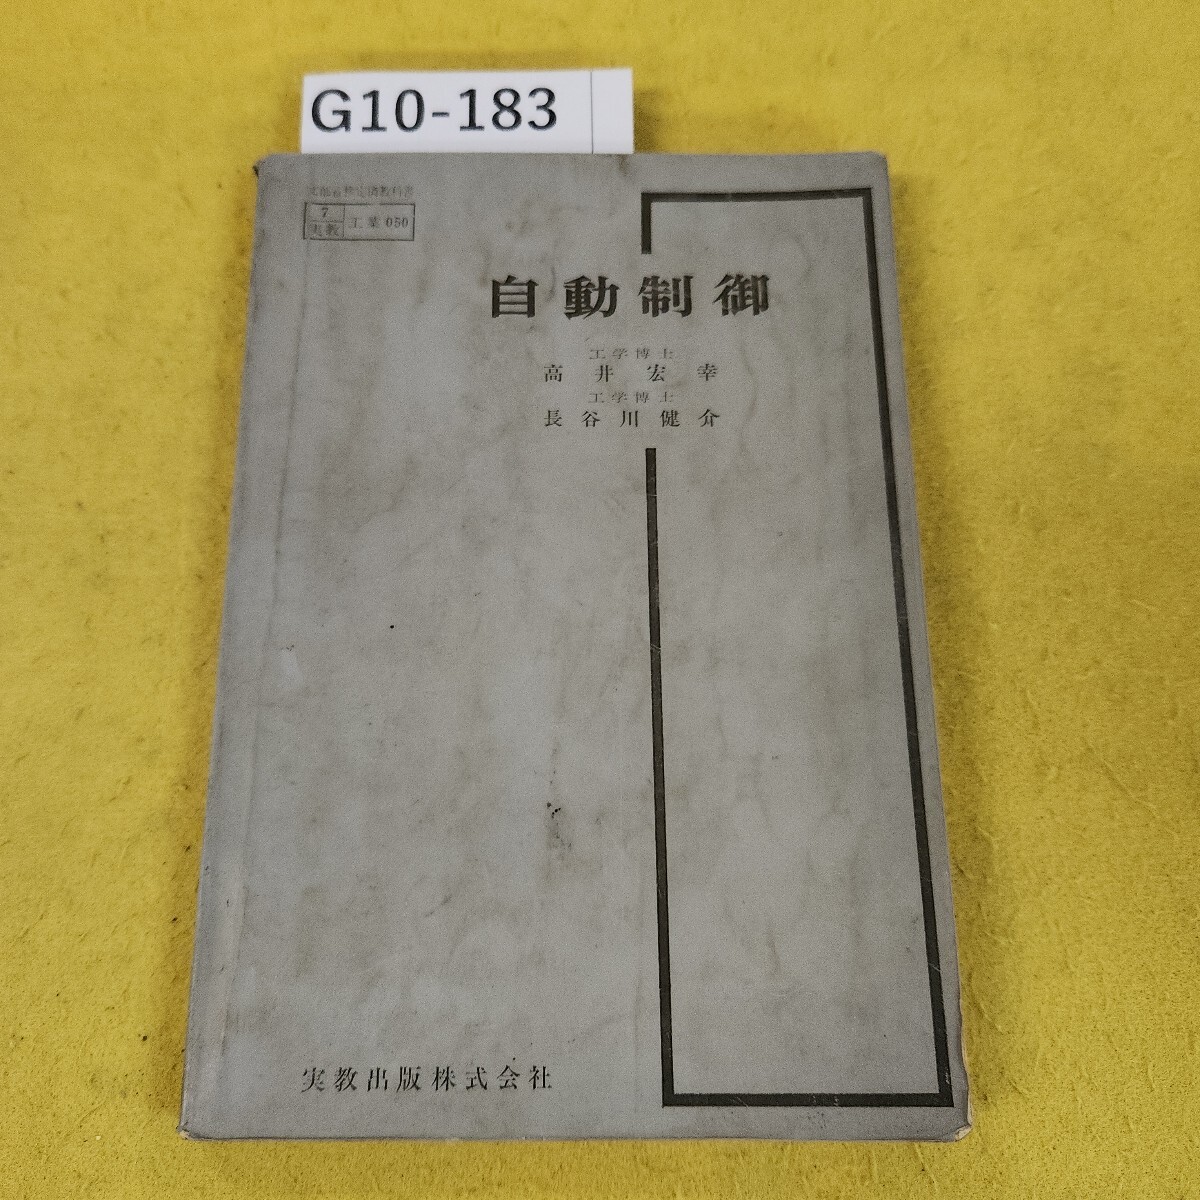 G10-183
文部省検定済教科書
7
実教
工業 050
自動制御
工学博士
高井宏幸
工学博士
長谷川健介
実教出版株式会社